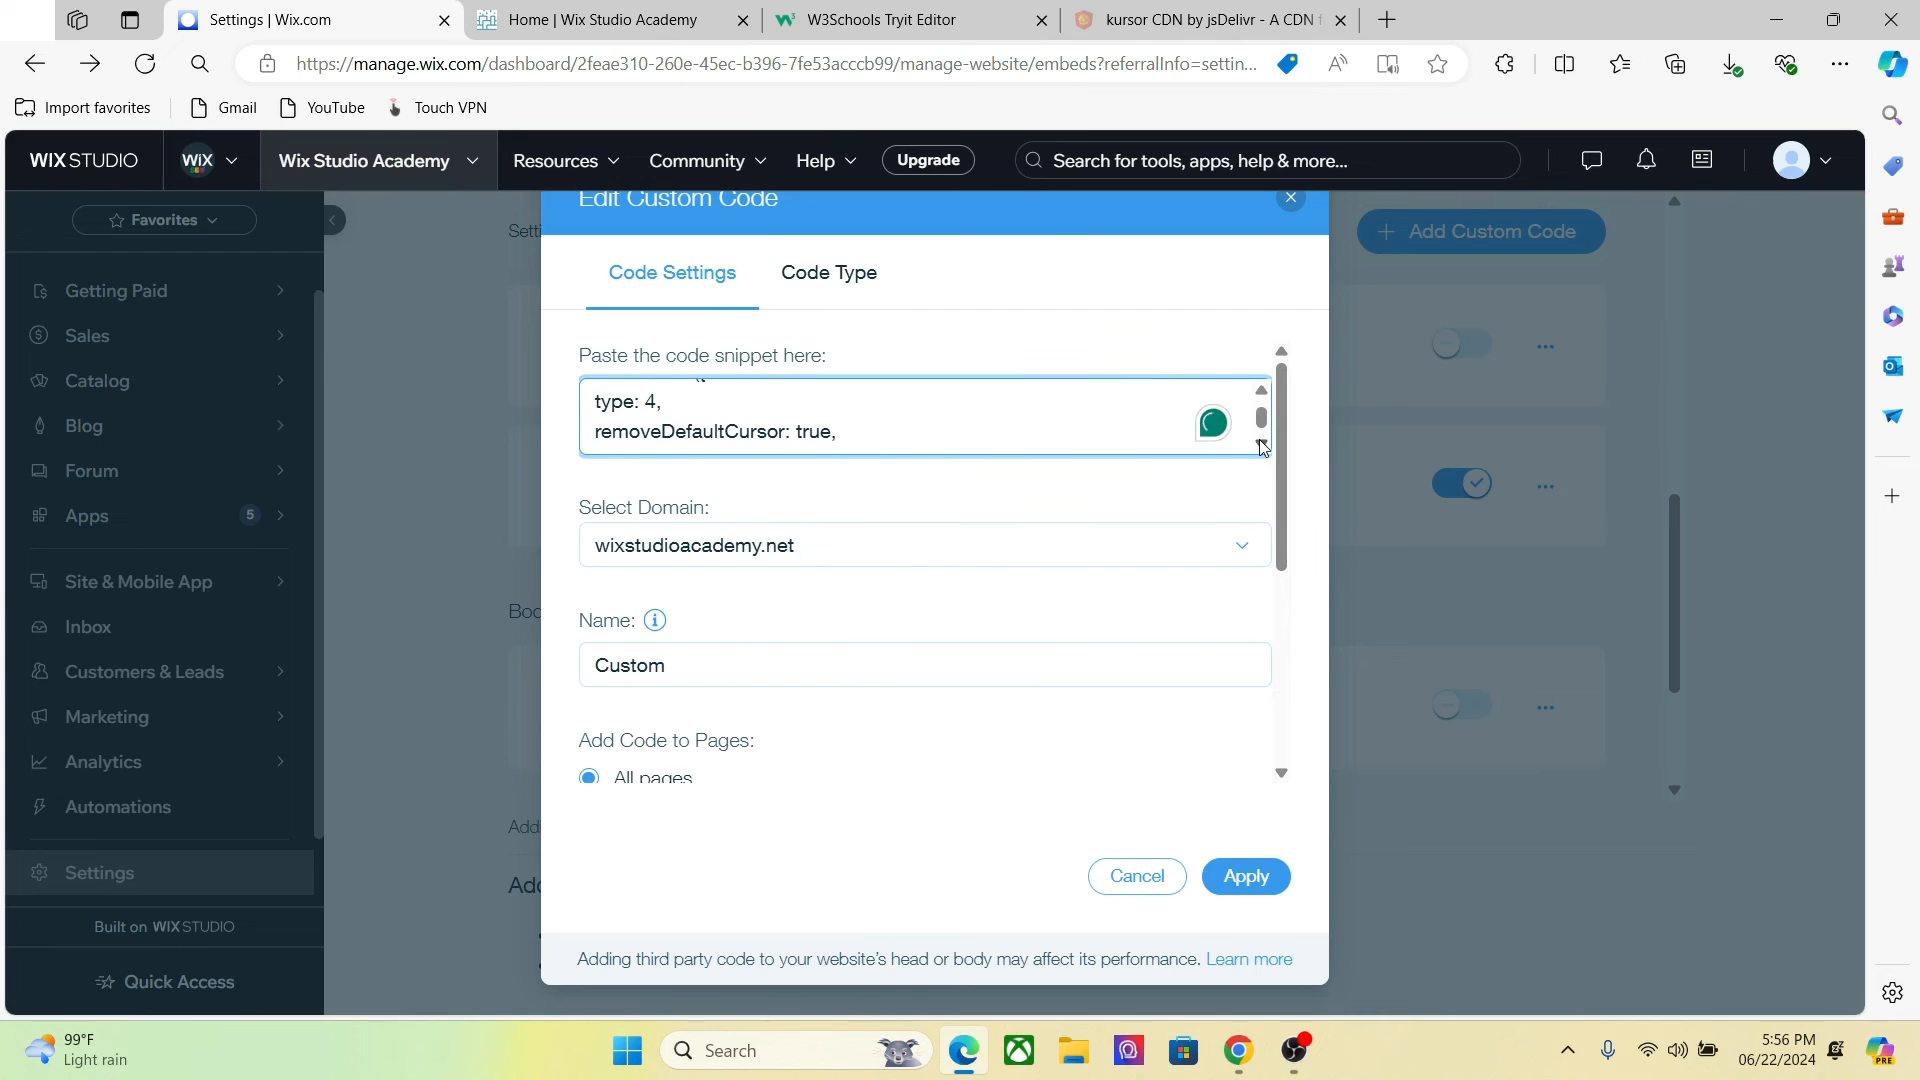 Settings | Wix.com
Home | Wix Studio Academy
W3Schools Tryit Editor
kursor CDN by jsDelivr - A CDN f
https://manage.wix.com/dashboard/2feae310-260e-45ec-b396-7fe53acccb99/manage-website/embeds?referralInfo=settin...
Import favorites
Gmail
YouTube
Touch VPN
WIX STUDIO
WiX
Wix Studio Academy
Resources
Community
Help
Upgrade
Search for tools, apps, help & more...
Favorites
Getting Paid
Sales
Catalog
Blog
Forum
Apps
5
Site & Mobile App
Inbox
Customers & Leads
Marketing
Analytics
Automations
Settings
Built on WIX STUDIO
Quick Access
Setti
+ Add Custom Code
Bod
Add
Add
Edit Custom Code
Code Settings
Code Type
Paste the code snippet here:
type: 4,
removeDefaultCursor: true,
Select Domain:
wixstudioacademy.net
Name:
Custom
Add Code to Pages:
All pages
Cancel
Apply
Adding third party code to your website's head or body may affect its performance. Learn more
99°F
Light rain
Search
5:56 PM
06/22/2024
PRE